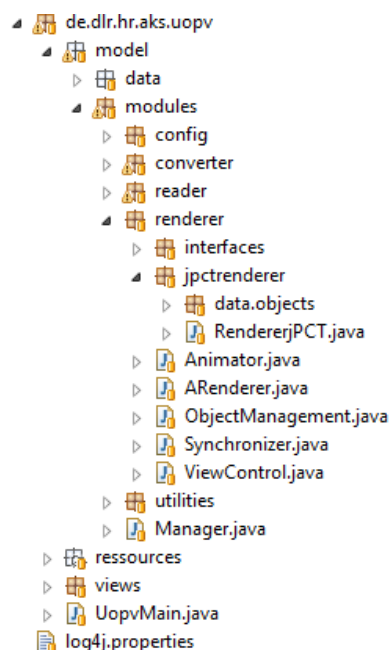 de.dlr.hr.aks.uopv
model
data
modules
config
converter
reader
renderer
interfaces
jpctrenderer
data.objects
RendererjPCT.java
Animator.java
ARenderer.java
ObjectManagement.java
Synchronizer.java
ViewControl.java
utilities
Manager.java
ressources
views
UopvMain.java
log4j.properties